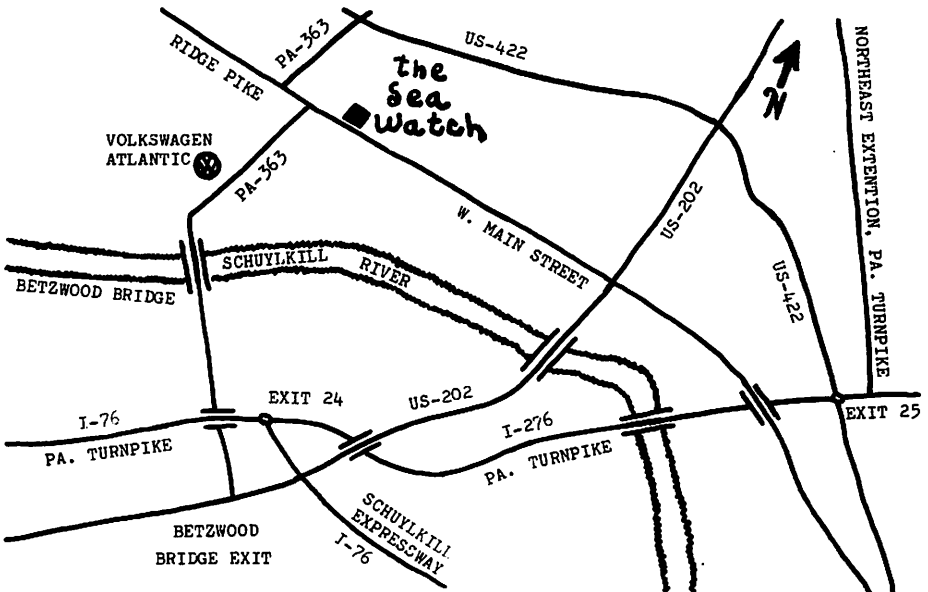 PA-363
US-422
RIDGE PIKE
the
Sea
Watch
N
NORTHEAST EXTENTION, PA. TURNPIKE
VOLKSWAGEN
ATLANTIC
VW
PA-363
US-202
W. MAIN STREET
SCHUYLKILL
RIVER
US-422
BETZWOOD BRIDGE
EXIT 24
US-202
EXIT 25
I-76
PA. TURNPIKE
I-276
PA. TURNPIKE
SCHUYLKILL
EXPRESSWAY
I-76
BETZWOOD
BRIDGE EXIT